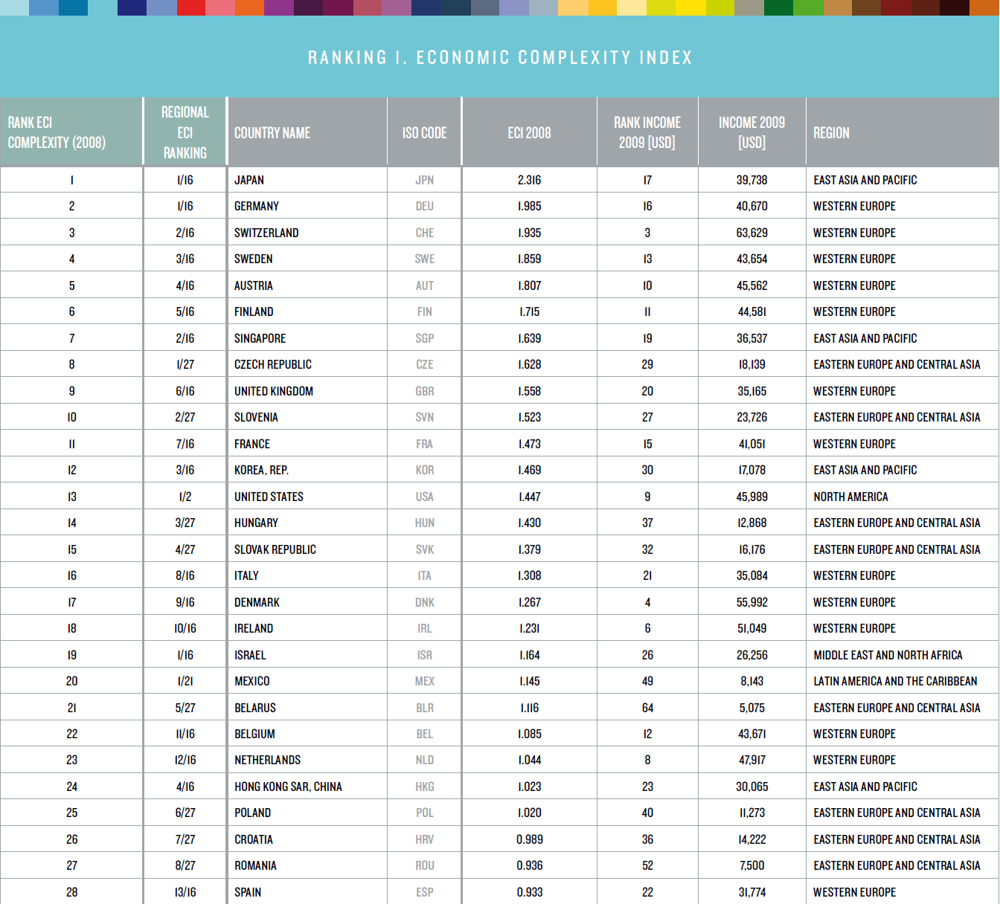 RANKING 1. ECONOMIC COMPLEXITY INDEX
RANK ECI COMPLEXITY (2008) REGIONAL ECI RANKING COUNTRY NAME ISO CODE ECI 2008 RANK INCOME 2009 [USD] INCOME 2009 [USD] REGION
1 1/16 JAPAN JPN 2.316 17 39,738 EAST ASIA AND PACIFIC
2 1/16 GERMANY DEU 1.985 16 40,670 WESTERN EUROPE
3 2/16 SWITZERLAND CHE 1.935 3 63,629 WESTERN EUROPE
4 3/16 SWEDEN SWE 1.859 13 43,654 WESTERN EUROPE
5 4/16 AUSTRIA AUT 1.807 10 45,562 WESTERN EUROPE
6 5/16 FINLAND FIN 1.715 11 44,581 WESTERN EUROPE
7 2/16 SINGAPORE SGP 1.639 19 36,537 EAST ASIA AND PACIFIC
8 1/27 CZECH REPUBLIC CZE 1.628 29 18,139 EASTERN EUROPE AND CENTRAL ASIA
9 6/16 UNITED KINGDOM GBR 1.558 20 35,165 WESTERN EUROPE
10 2/27 SLOVENIA SVN 1.523 27 23,726 EASTERN EUROPE AND CENTRAL ASIA
11 7/16 FRANCE FRA 1.473 15 41,051 WESTERN EUROPE
12 3/16 KOREA, REP. KOR 1.469 30 17,078 EAST ASIA AND PACIFIC
13 1/2 UNITED STATES USA 1.447 9 45,989 NORTH AMERICA
14 3/27 HUNGARY HUN 1.430 37 12,868 EASTERN EUROPE AND CENTRAL ASIA
15 4/27 SLOVAK REPUBLIC SVK 1.379 32 16,176 EASTERN EUROPE AND CENTRAL ASIA
16 8/16 ITALY ITA 1.308 21 35,084 WESTERN EUROPE
17 9/16 DENMARK DNK 1.267 4 55,992 WESTERN EUROPE
18 10/16 IRELAND IRL 1.231 6 51,049 WESTERN EUROPE
19 1/16 ISRAEL ISR 1.164 26 26,256 MIDDLE EAST AND NORTH AFRICA
20 1/21 MEXICO MEX 1.145 49 8,143 LATIN AMERICA AND THE CARIBBEAN
21 5/27 BELARUS BLR 1.116 64 5,075 EASTERN EUROPE AND CENTRAL ASIA
22 11/16 BELGIUM BEL 1.085 12 43,671 WESTERN EUROPE
23 12/16 NETHERLANDS NLD 1.044 8 47,917 WESTERN EUROPE
24 4/16 HONG KONG SAR, CHINA HKG 1.023 23 30,065 EAST ASIA AND PACIFIC
25 6/27 POLAND POL 1.020 40 11,273 EASTERN EUROPE AND CENTRAL ASIA
26 7/27 CROATIA HRV 0.989 36 14,222 EASTERN EUROPE AND CENTRAL ASIA
27 8/27 ROMANIA ROU 0.936 52 7,500 EASTERN EUROPE AND CENTRAL ASIA
28 13/16 SPAIN ESP 0.933 22 31,774 WESTERN EUROPE